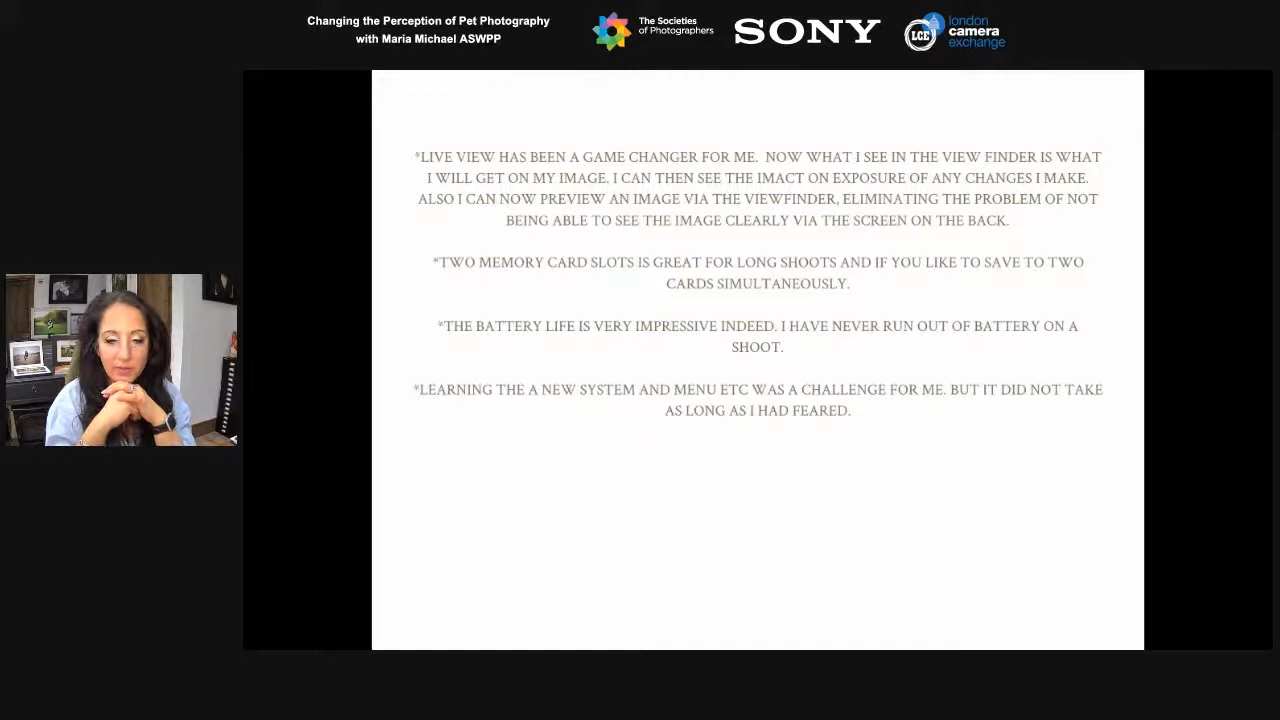 Changing the Perception of Pet Photography
with Maria Michael ASWPP
The Societies
of Photographers
SONY
LCE
london
camera
exchange
*LIVE VIEW HAS BEEN A GAME CHANGER FOR ME. NOW WHAT I SEE IN THE VIEW FINDER IS WHAT
I WILL GET ON MY IMAGE. I CAN THEN SEE THE IMACT ON EXPOSURE OF ANY CHANGES I MAKE.
ALSO I CAN NOW PREVIEW AN IMAGE VIA THE VIEWFINDER, ELIMINATING THE PROBLEM OF NOT
BEING ABLE TO SEE THE IMAGE CLEARLY VIA THE SCREEN ON THE BACK.
*TWO MEMORY CARD SLOTS IS GREAT FOR LONG SHOOTS AND IF YOU LIKE TO SAVE TO TWO
CARDS SIMULTANEOUSLY.
*THE BATTERY LIFE IS VERY IMPRESSIVE INDEED. I HAVE NEVER RUN OUT OF BATTERY ON A
SHOOT.
*LEARNING THE A NEW SYSTEM AND MENU ETC WAS A CHALLENGE FOR ME. BUT IT DID NOT TAKE
AS LONG AS I HAD FEARED.